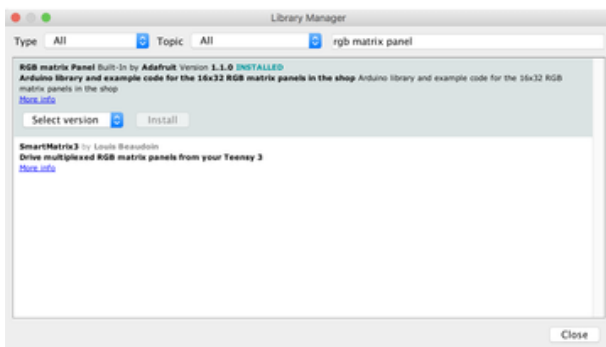 Library Manager
Type All Topic All rgb matrix panel
RGB matrix Panel Built-In by Adafruit Version 1.1.0 INSTALLED
Arduino library and example code for the 16x32 RGB matrix panels in the shop Arduino library and example code for the 16x32 RGB
matrix panels in the shop
More info
Select version Install
SmartMatrix3 by Louis Beaudoin
Drive multiplexed RGB matrix panels from your Teensy 3
More info
Close